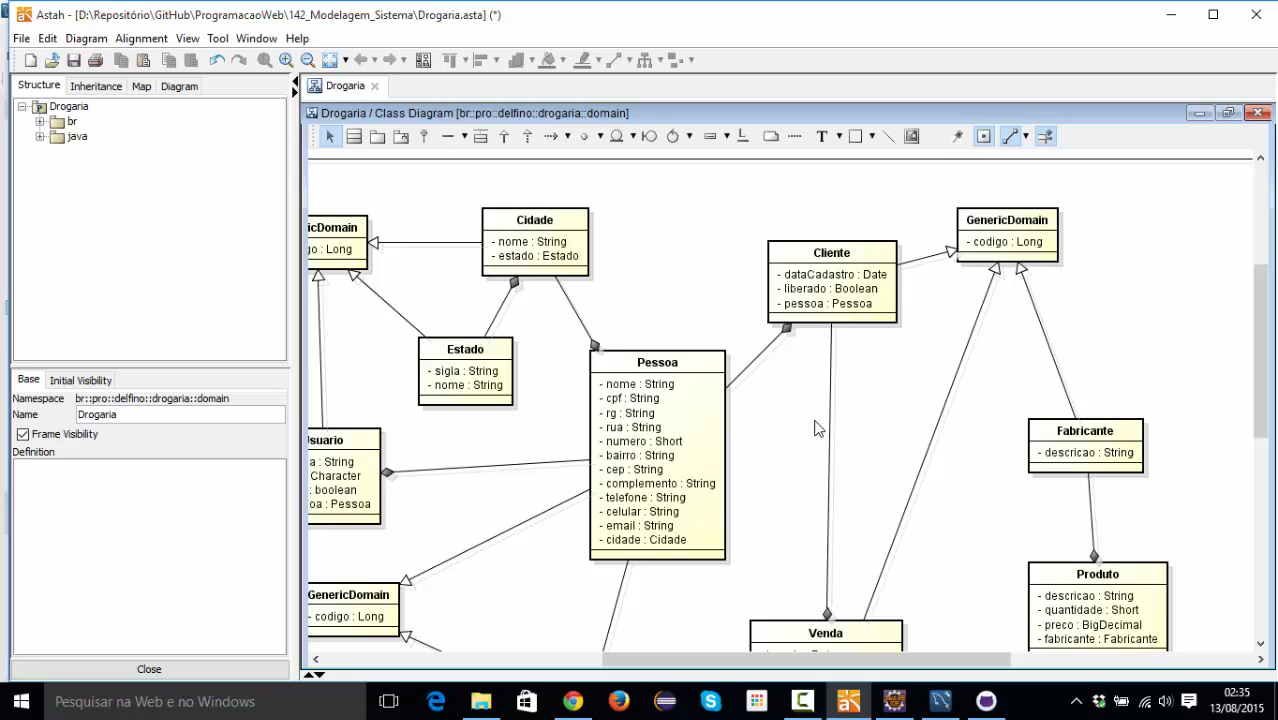 Astah - [D:\Repositório\GitHub\ProgramacaoWeb\142_Modelagem_Sistema\Drogaria.asta] (*)
File Edit Diagram Alignment View Tool Window Help
Structure Inheritance Map Diagram
Drogaria
br
java
Base Initial Visibility
Namespace br::pro::delfino::drogaria::domain
Name Drogaria
Frame Visibility
Definition
Close
Drogaria
Drogaria / Class Diagram [br::pro::delfino::drogaria::domain]
T
icDomain
go : Long
Cidade
- nome : String
- estado : Estado
Estado
- sigla : String
- nome : String
Pessoa
- nome : String
- cpf : String
- rg : String
- rua : String
- numero : Short
- bairro : String
- cep : String
- complemento : String
- telefone : String
- celular : String
- email : String
- cidade : Cidade
Cliente
- dataCadastro : Date
- liberado : Boolean
- pessoa : Pessoa
GenericDomain
- codigo : Long
Fabricante
- descricao : String
Usuario
a : String
Character
: boolean
oa : Pessoa
GenericDomain
- codigo : Long
Venda
Produto
- descricao : String
- quantidade : Short
- preco : BigDecimal
- fabricante : Fabricante
Pesquisar na Web e no Windows
02:35
13/08/2015